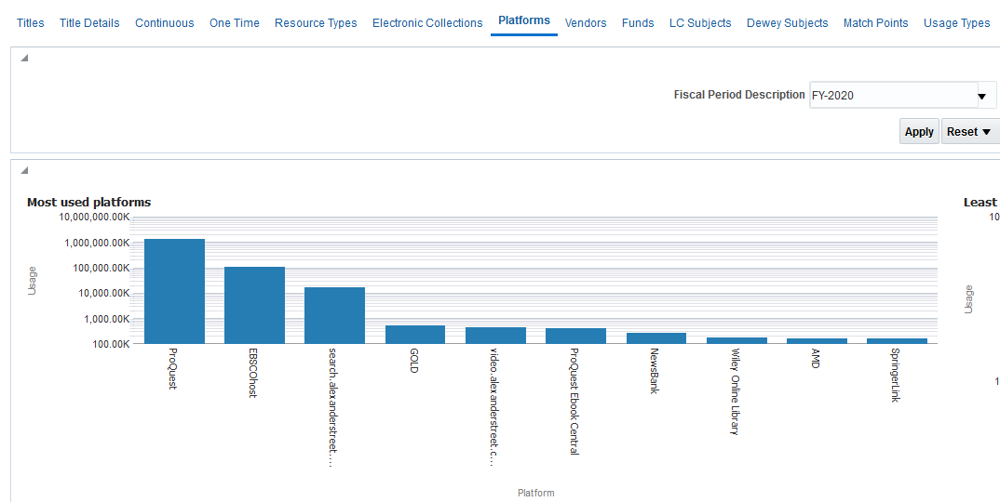 Titles Title Details Continuous One Time Resource Types Electronic Collections Platforms Vendors Funds LC Subjects Dewey Subjects Match Points Usage Types
Fiscal Period Description FY-2020
Apply Reset
Most used platforms
Least
10,000,000.00K
1,000,000.00K
100,000.00K
10,000.00K
1,000.00K
100.00K
Usage
10
Usage
1
ProQuest
EBSCOhost
search.alexanderstreet....
GOLD
video.alexanderstreet.c...
ProQuest Ebook Central
NewsBank
Wiley Online Library
AMD
SpringerLink
Platform